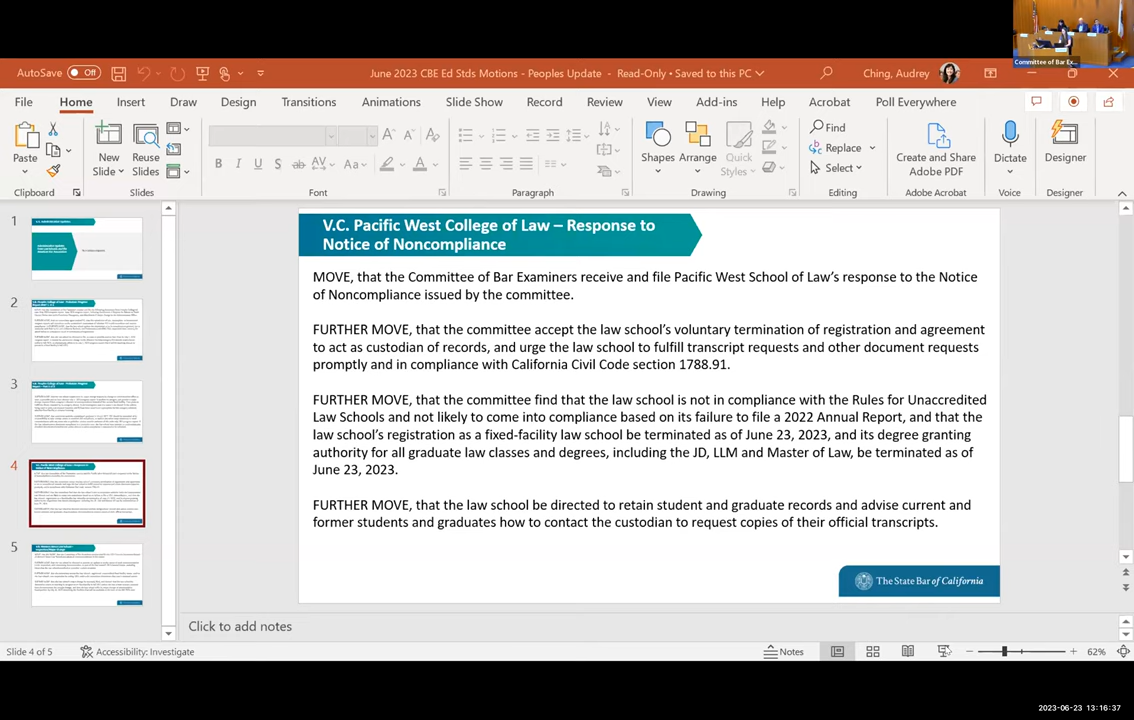 Committee of Bar Ex...
AutoSave Off
June 2023 CBE Ed Stds Motions - Peoples Update - Read-Only • Saved to this PC
Ching, Audrey
File Home Insert Draw Design Transitions Animations Slide Show Record Review View Add-ins Help Acrobat Poll Everywhere
Paste
New Slide
Reuse Slides
Shapes
Arrange
Quick Styles
Find
Replace
Select
Create and Share Adobe PDF
Dictate
Designer
Clipboard Slides Font Paragraph Drawing Editing Adobe Acrobat Voice Designer
1
2
3
4
5
V.C. Pacific West College of Law – Response to
Notice of Noncompliance
MOVE, that the Committee of Bar Examiners receive and file Pacific West School of Law's response to the Notice
of Noncompliance issued by the committee.
FURTHER MOVE, that the committee accept the law school's voluntary termination of registration and agreement
to act as custodian of records, and urge the law school to fulfill transcript requests and other document requests
promptly and in compliance with California Civil Code section 1788.91.
FURTHER MOVE, that the committee find that the law school is not in compliance with the Rules for Unaccredited
Law Schools and not likely to come into compliance based on its failure to file a 2022 Annual Report, and that the
law school's registration as a fixed-facility law school be terminated as of June 23, 2023, and its degree granting
authority for all graduate law classes and degrees, including the JD, LLM and Master of Law, be terminated as of
June 23, 2023.
FURTHER MOVE, that the law school be directed to retain student and graduate records and advise current and
former students and graduates how to contact the custodian to request copies of their official transcripts.
The State Bar of California
Click to add notes
Slide 4 of 5
Accessibility: Investigate
Notes
62%
2023-06-23 13:16:37